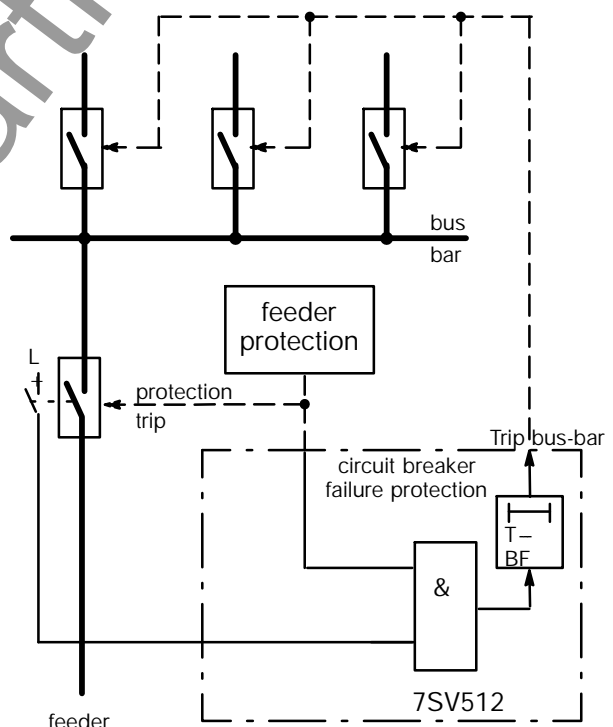 bus
bar
feeder
protection
L
+
protection
trip
Trip bus-bar
circuit breaker
failure protection
T–
BF
&
7SV512
feeder